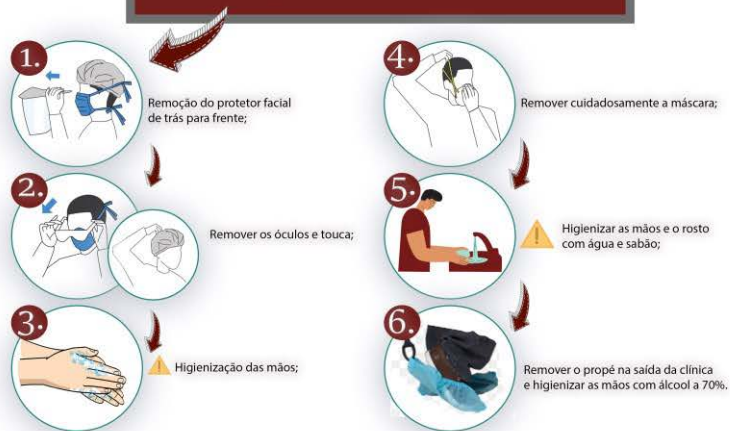 1.
Remoção do protetor facial
de trás para frente;
2.
Remover os óculos e touca;
3.
Higienização das mãos;
4.
Remover cuidadosamente a máscara;
5.
Higienizar as mãos e o rosto
com água e sabão;
6.
Remover o propé na saída da clínica
e higienizar as mãos com álcool a 70%.